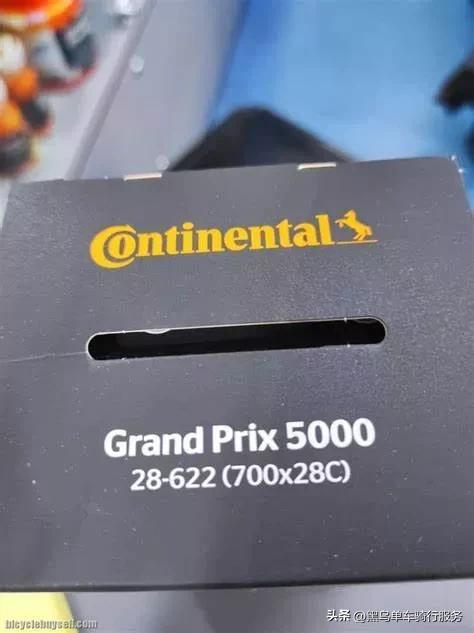 Continental
Grand Prix 5000
28-622 (700x28C)
bicyclebuysell.com
头条 @黑鸟单车骑行服务